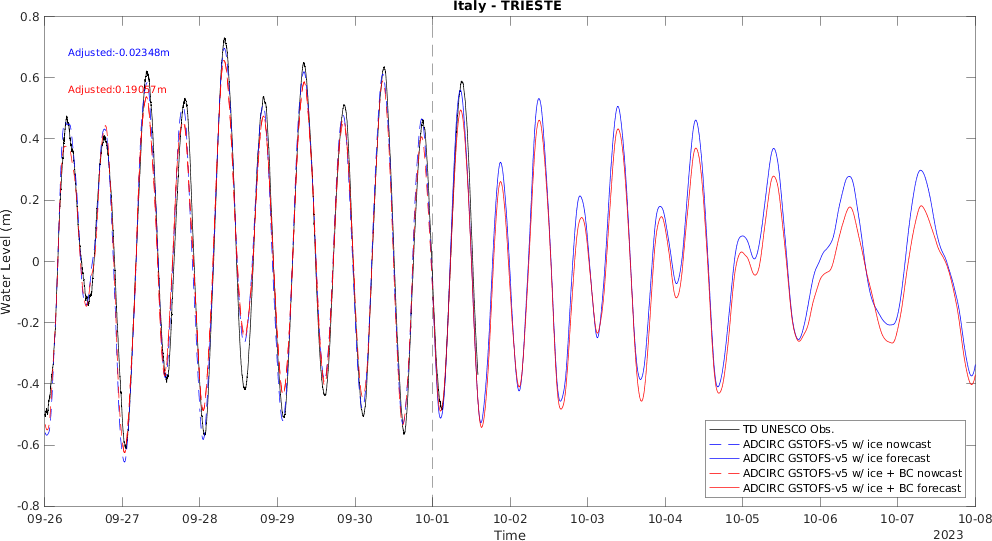 Italy - TRIESTE
0.8
0.6
0.4
0.2
0
-0.2
-0.4
-0.6
-0.8
Water Level (m)
Adjusted:-0.02348m
Adjusted:0.19057m
TD UNESCO Obs.
ADCIRC GSTOFS-v5 w/ ice nowcast
ADCIRC GSTOFS-v5 w/ ice forecast
ADCIRC GSTOFS-v5 w/ ice + BC nowcast
ADCIRC GSTOFS-v5 w/ ice + BC forecast
09-26 09-27 09-28 09-29 09-30 10-01 10-02 10-03 10-04 10-05 10-06 10-07 10-08
Time
2023